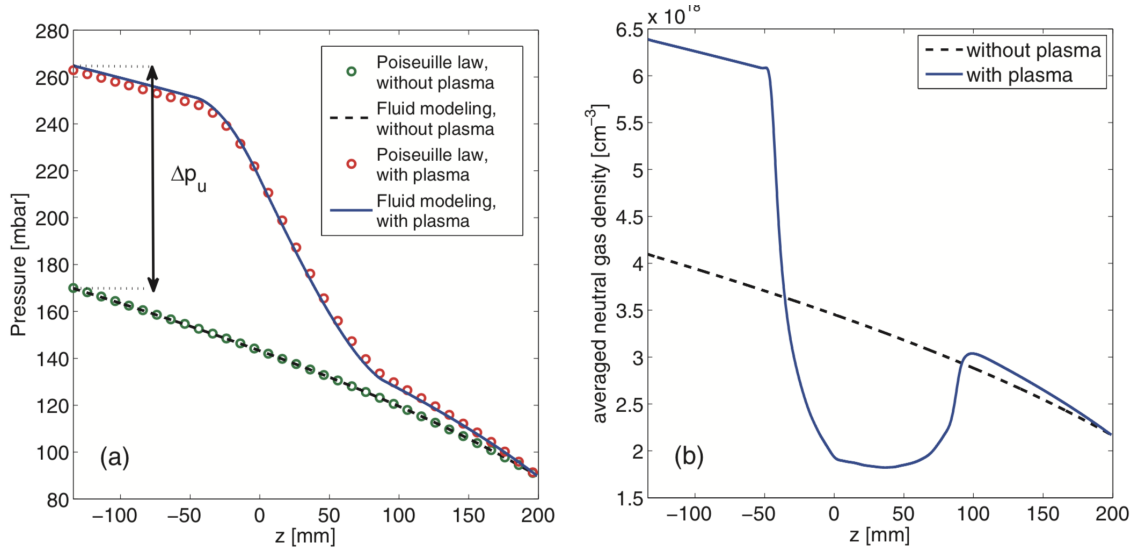 280
260
240
220
200
180
160
140
120
100
80
Pressure [mbar]
−100 −50 0 50 100 150 200
z [mm]
Δp_u
Poiseuille law,
without plasma
Fluid modeling,
without plasma
Poiseuille law,
with plasma
Fluid modeling,
with plasma
(a)
x 10^18
6.5
6
5.5
5
4.5
4
3.5
3
2.5
2
1.5
averaged neutral gas density [cm⁻³]
−100 −50 0 50 100 150 200
z [mm]
without plasma
with plasma
(b)